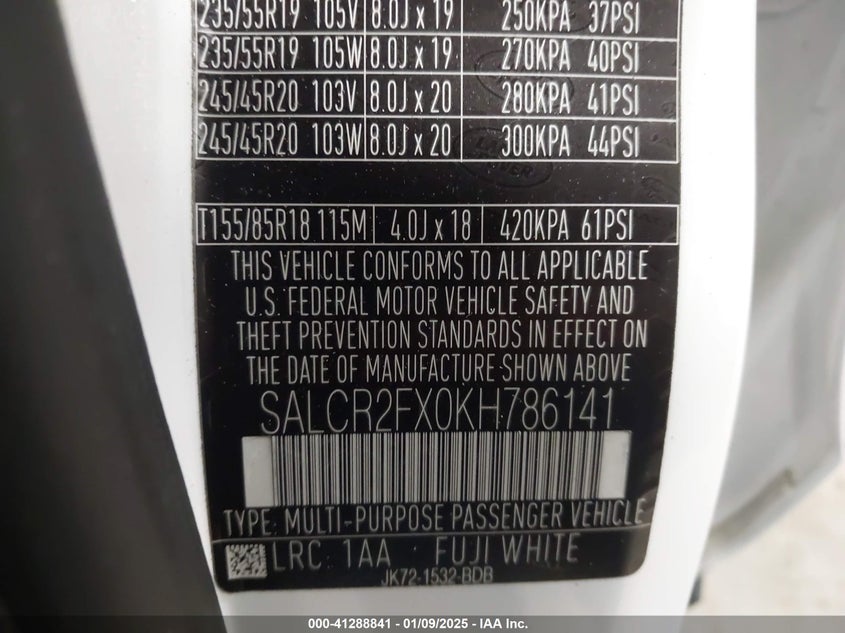 235/55R19 105V 8.0J x 19 250KPA 37PSI
235/55R19 105W 8.0J x 19 270KPA 40PSI
245/45R20 103V 8.0J x 20 280KPA 41PSI
245/45R20 103W 8.0J x 20 300KPA 44PSI
T155/85R18 115M 4.0J x 18 420KPA 61PSI
THIS VEHICLE CONFORMS TO ALL APPLICABLE
U.S. FEDERAL MOTOR VEHICLE SAFETY AND
THEFT PREVENTION STANDARDS IN EFFECT ON
THE DATE OF MANUFACTURE SHOWN ABOVE
SALCR2FX0KH786141
TYPE: MULTI-PURPOSE PASSENGER VEHICLE
LRC: 1AA FUJI WHITE
JK72-1532-BDB
000-41288841 - 01/09/2025 - IAA Inc.